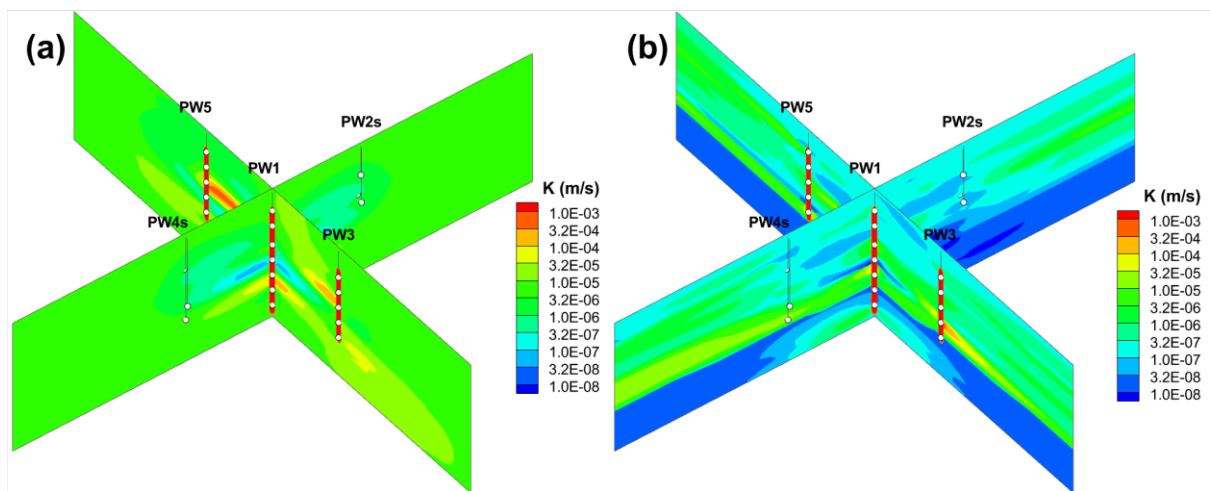 (a)
PW5
PW2s
PW1
PW4s
PW3
K (m/s)
1.0E-03
3.2E-04
1.0E-04
3.2E-05
1.0E-05
3.2E-06
1.0E-06
3.2E-07
1.0E-07
3.2E-08
1.0E-08
(b)
PW5
PW2s
PW1
PW4s
PW3
K (m/s)
1.0E-03
3.2E-04
1.0E-04
3.2E-05
1.0E-05
3.2E-06
1.0E-06
3.2E-07
1.0E-07
3.2E-08
1.0E-08